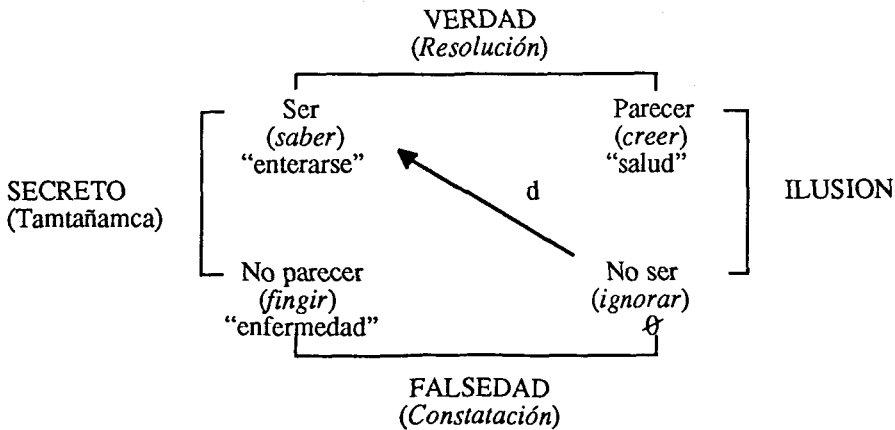 VERDAD
(Resolución)
Ser
(saber)
"enterarse"
Parecer
(creer)
"salud"
SECRETO
(Tamtañamca)
d
ILUSION
No parecer
(fingir)
"enfermedad"
No ser
(ignorar)
0
FALSEDAD
(Constatación)